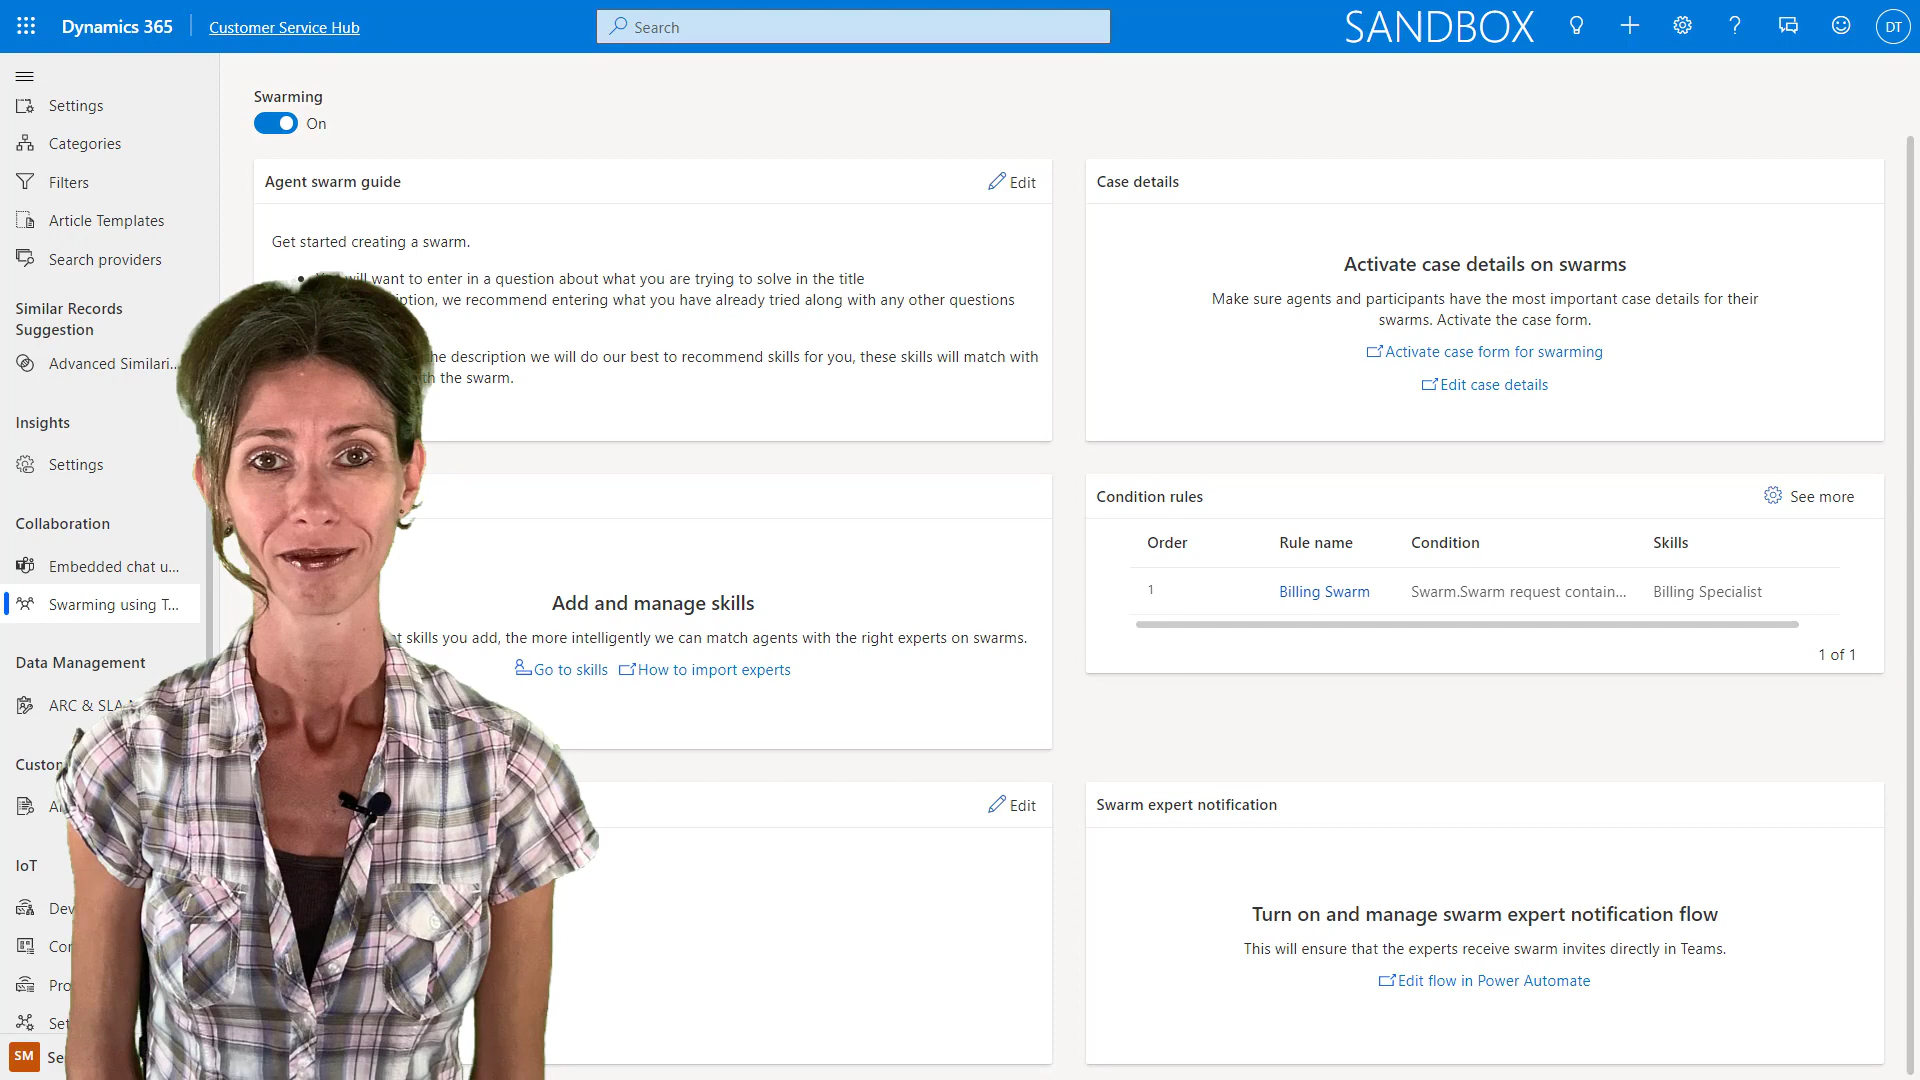 Dynamics 365
Customer Service Hub
Search
SANDBOX
DT
Settings
Categories
Filters
Article Templates
Search providers
Similar Records
Suggestion
Advanced Similari...
Insights
Settings
Collaboration
Embedded chat u...
Swarming using T...
Data Management
ARC & SLA
IoT
SM
Swarming
On
Agent swarm guide
Edit
Get started creating a swarm.
will want to enter in a question about what you are trying to solve in the title
we recommend entering what you have already tried along with any other questions
the description we will do our best to recommend skills for you, these skills will match with
the swarm.
Case details
Activate case details on swarms
Make sure agents and participants have the most important case details for their
swarms. Activate the case form.
Activate case form for swarming
Edit case details
Add and manage skills
skills you add, the more intelligently we can match agents with the right experts on swarms.
Go to skills
How to import experts
Condition rules
See more
Order Rule name Condition Skills
1 Billing Swarm Swarm.Swarm request contain... Billing Specialist
1 of 1
Edit
Swarm expert notification
Turn on and manage swarm expert notification flow
This will ensure that the experts receive swarm invites directly in Teams.
Edit flow in Power Automate